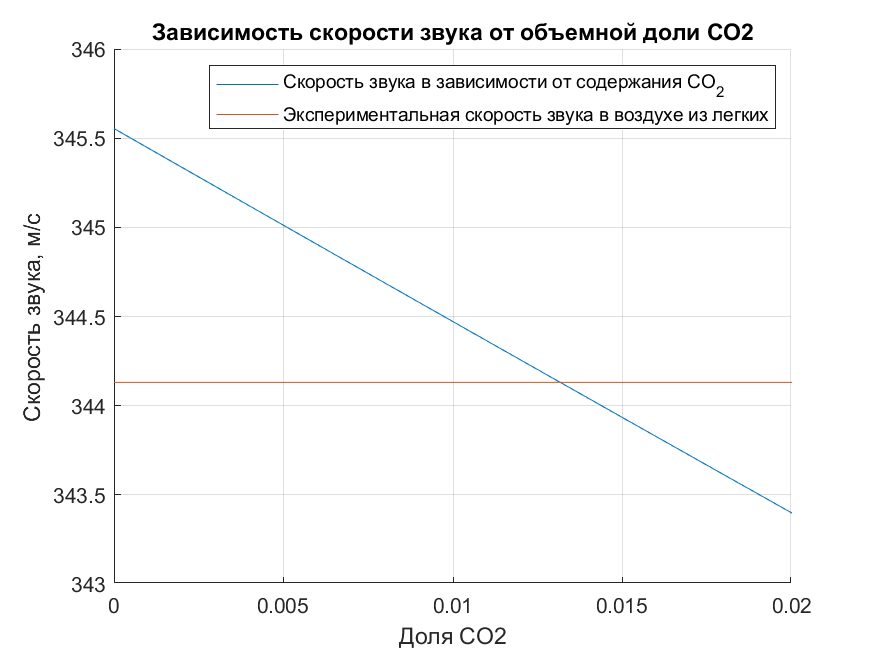 Зависимость скорости звука от объемной доли CO2
346
Скорость звука в зависимости от содержания CO₂
Экспериментальная скорость звука в воздухе из легких
345.5
345
344.5
344
343.5
343
Скорость звука, м/с
0
0.005
0.01
0.015
0.02
Доля CO2